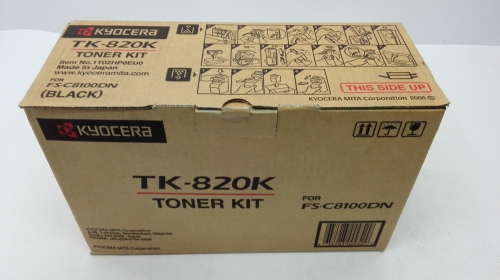 KYOCERA
TK-820K
TONER KIT
Item No.1T02HP0EU0
Made in Japan
www.kyoceramita.com
FOR
FS-C8100DN
(BLACK)
THIS SIDE UP
KYOCERA MITA Corporation 2006 ©
KYOCERA
TK-820K
TONER KIT
FOR
FS-C8100DN